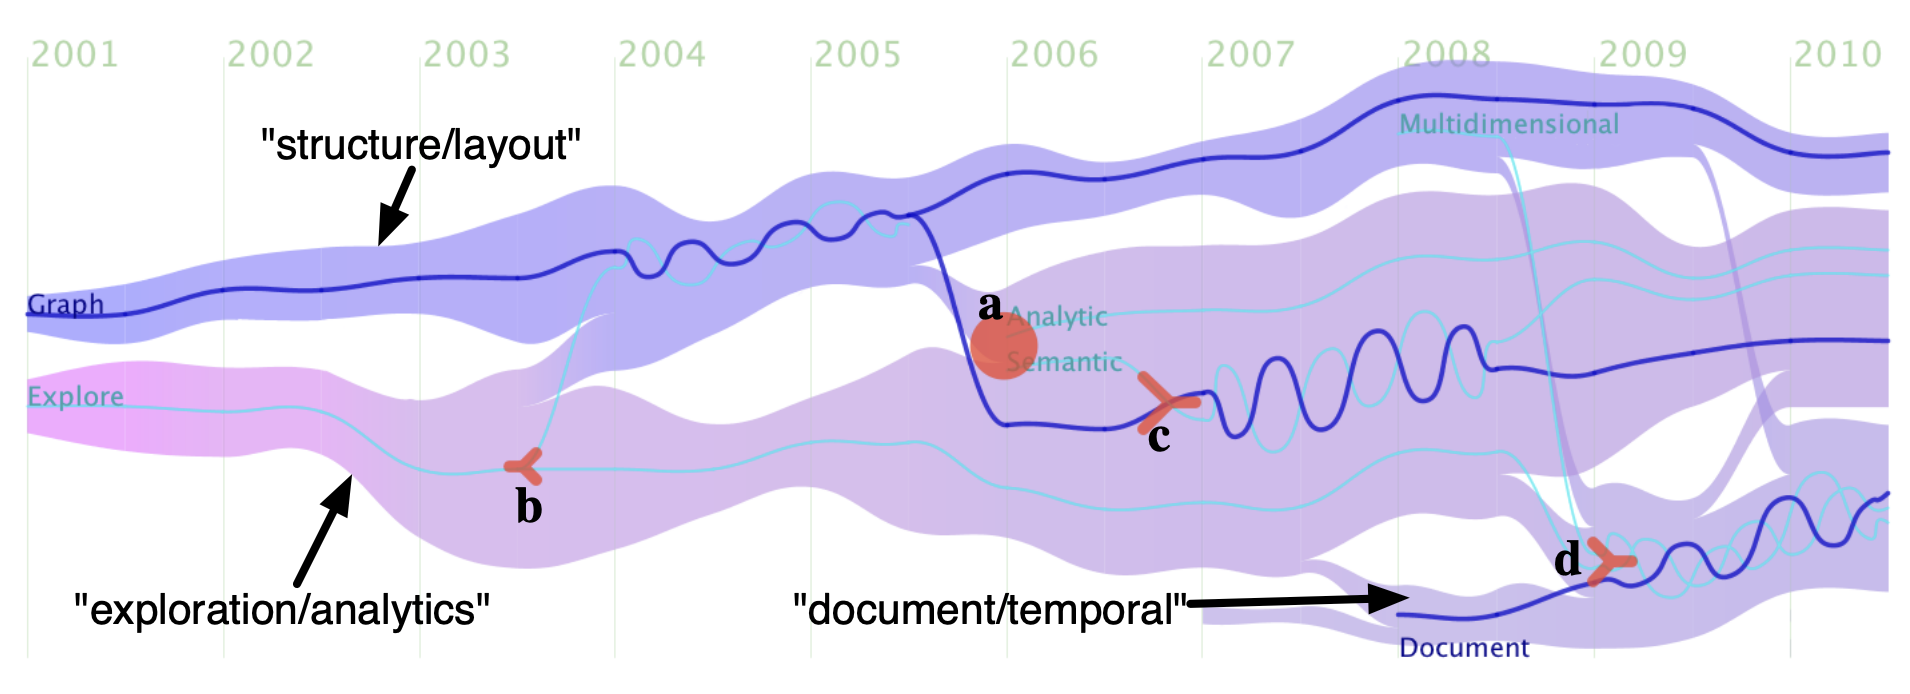 2001 2002 2003 2004 2005 2006 2007 2008 2009 2010
Multidimensional
"structure/layout"
Graph
a
Analytic
Semantic
Explore
c
b
d
"exploration/analytics"
"document/temporal"
Document